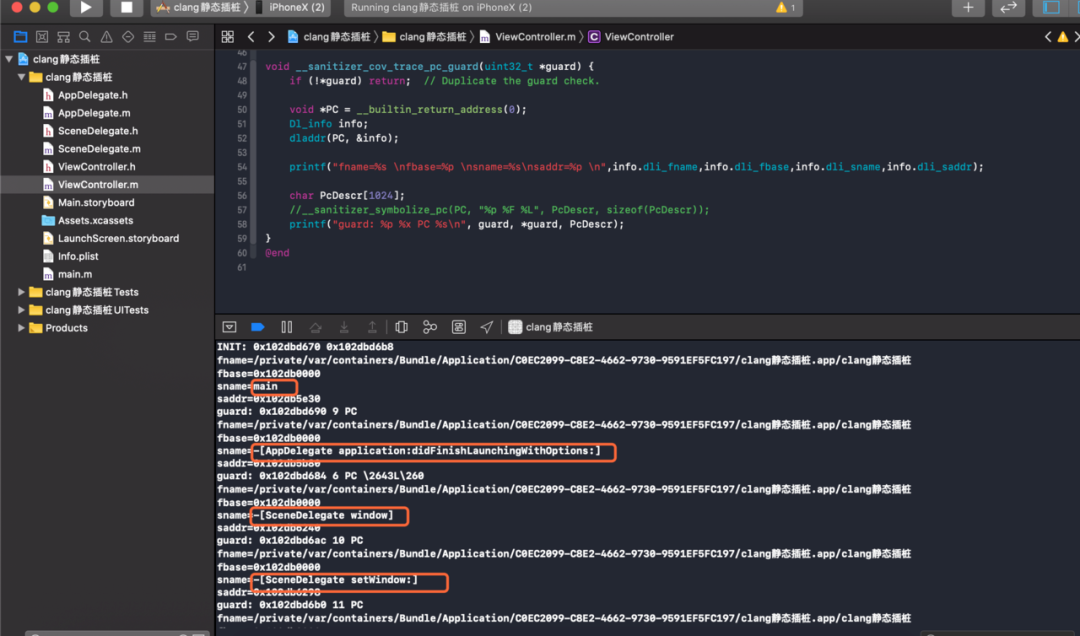 clang静态插桩 〉 iPhoneX (2)
Running clang静态插桩 on iPhoneX (2)
1
clang静态插桩 〉 clang静态插桩 〉 ViewController.m 〉 ViewController
clang静态插桩
clang静态插桩
AppDelegate.h
AppDelegate.m
SceneDelegate.h
SceneDelegate.m
ViewController.h
ViewController.m
Main.storyboard
Assets.xcassets
LaunchScreen.storyboard
Info.plist
main.m
clang静态插桩Tests
clang静态插桩UITests
Products
46
47 void __sanitizer_cov_trace_pc_guard(uint32_t *guard) {
48 if (!*guard) return;  // Duplicate the guard check.
49
50 void *PC = __builtin_return_address(0);
51 Dl_info info;
52 dladdr(PC, &info);
53
54 printf("fname=%s \nfbase=%p \nsname=%s\nsaddr=%p \n",info.dli_fname,info.dli_fbase,info.dli_sname,info.dli_saddr);
55
56 char PcDescr[1024];
57 //__sanitizer_symbolize_pc(PC, "%p %F %L", PcDescr, sizeof(PcDescr));
58 printf("guard: %p %x PC %s\n", guard, *guard, PcDescr);
59 }
60 @end
61
clang静态插桩
INIT: 0x102dbd670 0x102dbd6b8
fname=/private/var/containers/Bundle/Application/C0EC2099-C8E2-4662-9730-9591EF5FC197/clang静态插桩.app/clang静态插桩
fbase=0x102db0000
sname=main
saddr=0x102db5e30
guard: 0x102dbd690 9 PC
fname=/private/var/containers/Bundle/Application/C0EC2099-C8E2-4662-9730-9591EF5FC197/clang静态插桩.app/clang静态插桩
fbase=0x102db0000
sname=-[AppDelegate application:didFinishLaunchingWithOptions:]
saddr=0x102db5b80
guard: 0x102dbd684 6 PC \2643L\260
fname=/private/var/containers/Bundle/Application/C0EC2099-C8E2-4662-9730-9591EF5FC197/clang静态插桩.app/clang静态插桩
fbase=0x102db0000
sname=-[SceneDelegate window]
saddr=0x102db6240
guard: 0x102dbd6ac 10 PC
fname=/private/var/containers/Bundle/Application/C0EC2099-C8E2-4662-9730-9591EF5FC197/clang静态插桩.app/clang静态插桩
fbase=0x102db0000
sname=-[SceneDelegate setWindow:]
saddr=0x102db6298
guard: 0x102dbd6b0 11 PC
fname=/private/var/containers/Bundle/Application/C0EC2099-C8E2-4662-9730-9591EF5FC197/clang静态插桩.app/clang静态插桩